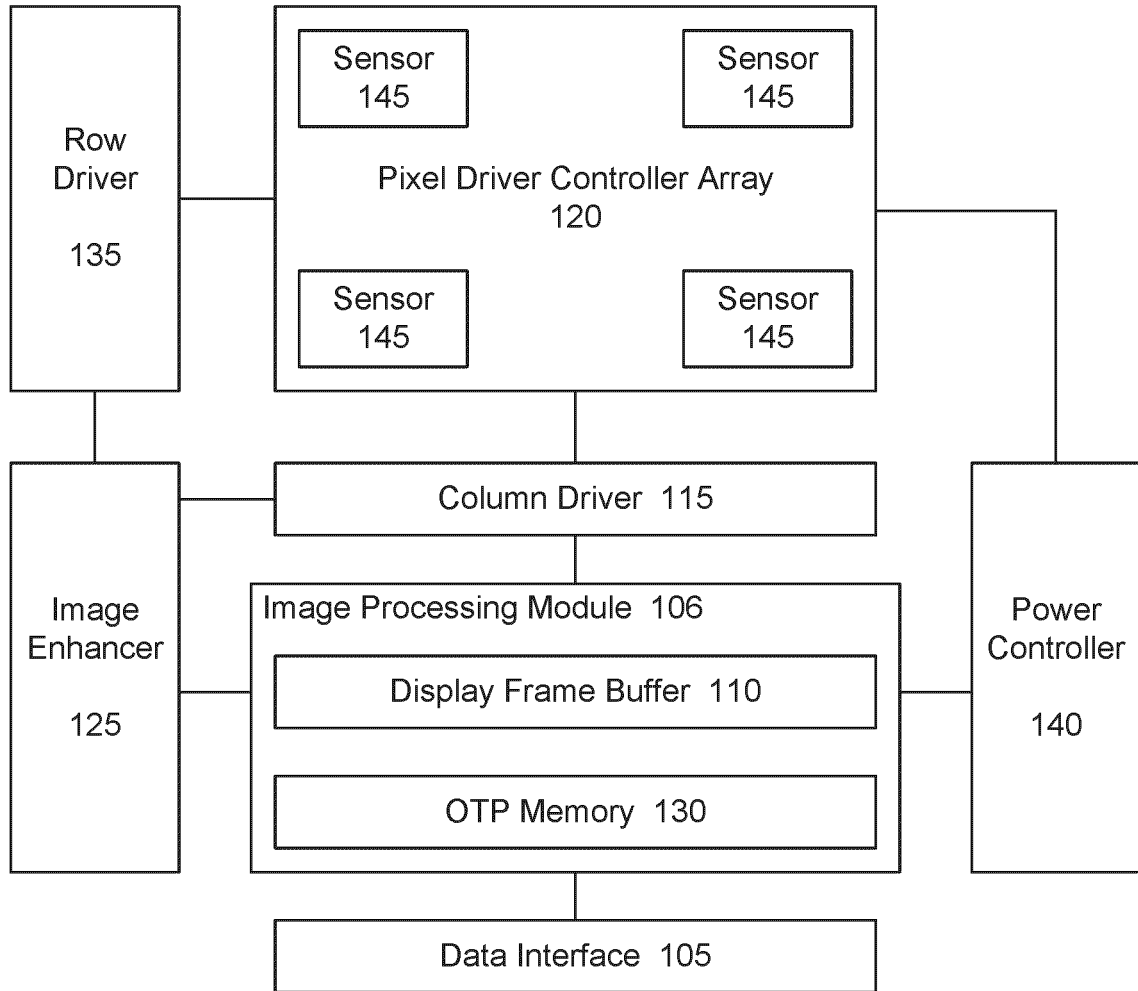 Sensor
145
Sensor
145
Row
Driver
135
Pixel Driver Controller Array
120
Sensor
145
Sensor
145
Column Driver 115
Image
Enhancer
125
Image Processing Module 106
Display Frame Buffer 110
OTP Memory 130
Power
Controller
140
Data Interface 105